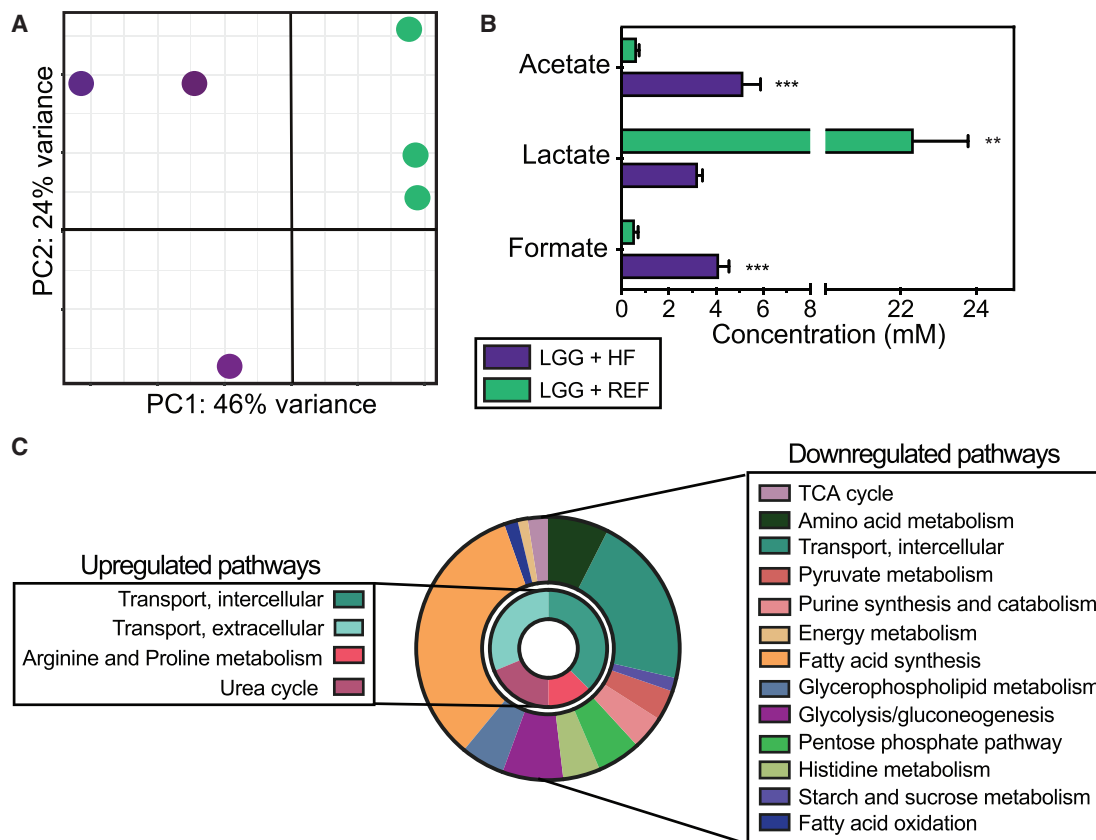 A
PC2: 24% variance
PC1: 46% variance
B
Acetate
***
Lactate
**
Formate
***
0 2 4 6 8 22 24
Concentration (mM)
LGG + HF
LGG + REF
C
Upregulated pathways
Transport, intercellular
Transport, extracellular
Arginine and Proline metabolism
Urea cycle
Downregulated pathways
TCA cycle
Amino acid metabolism
Transport, intercellular
Pyruvate metabolism
Purine synthesis and catabolism
Energy metabolism
Fatty acid synthesis
Glycerophospholipid metabolism
Glycolysis/gluconeogenesis
Pentose phosphate pathway
Histidine metabolism
Starch and sucrose metabolism
Fatty acid oxidation